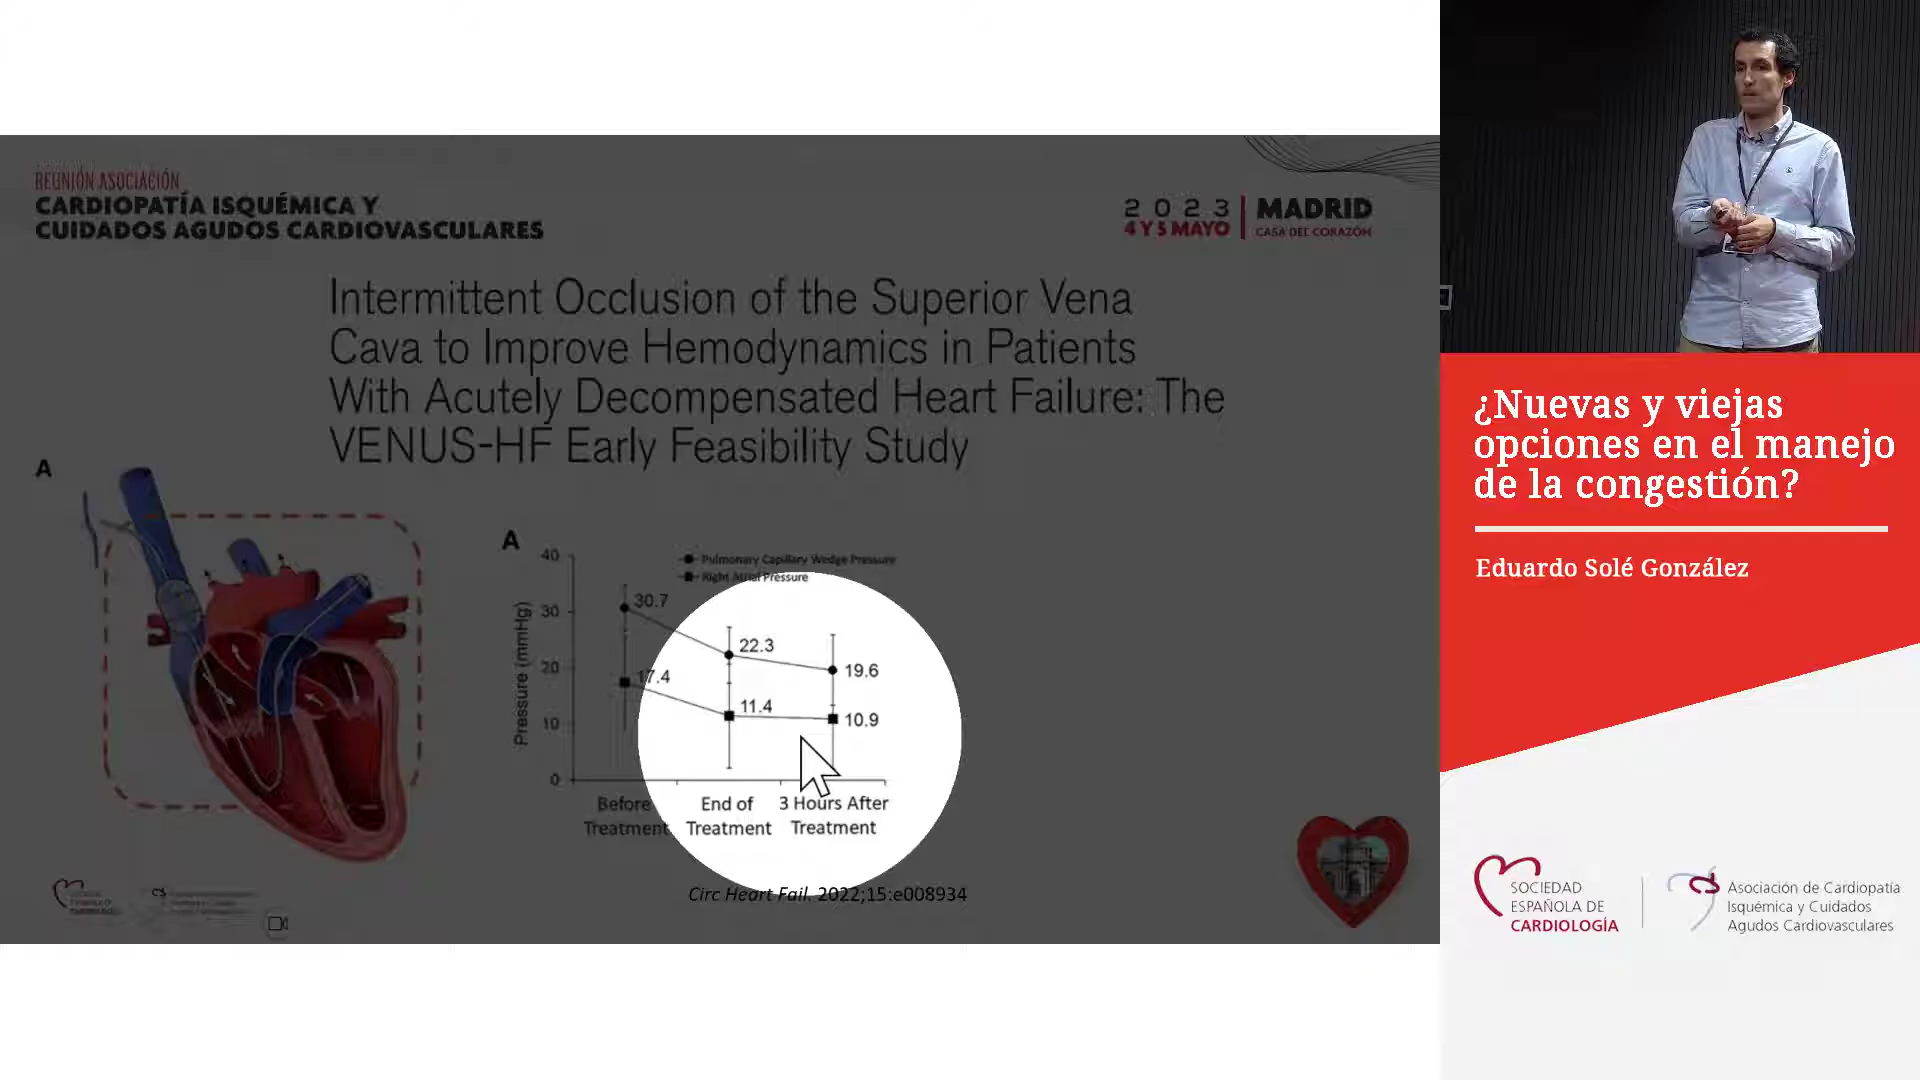 REUNIÓN ASOCIACIÓN
CARDIOPATÍA ISQUÉMICA Y
CUIDADOS AGUDOS CARDIOVASCULARES
2023
4 Y 5 MAYO
MADRID
CASA DEL CORAZÓN
Intermittent Occlusion of the Superior Vena
Cava to Improve Hemodynamics in Patients
With Acutely Decompensated Heart Failure: The
VENUS-HF Early Feasibility Study
A
A
Pulmonary Capillary Wedge Pressure
Right Atrial Pressure
Pressure (mmHg)
40
30
20
10
0
30.7
22.3
19.6
17.4
11.4
10.9
Before
Treatment
End of
Treatment
3 Hours After
Treatment
Circ Heart Fail. 2022;15:e008934
¿Nuevas y viejas
opciones en el manejo
de la congestión?
Eduardo Solé González
SOCIEDAD
ESPAÑOLA DE
CARDIOLOGÍA
Asociación de Cardiopatía
Isquémica y Cuidados
Agudos Cardiovasculares